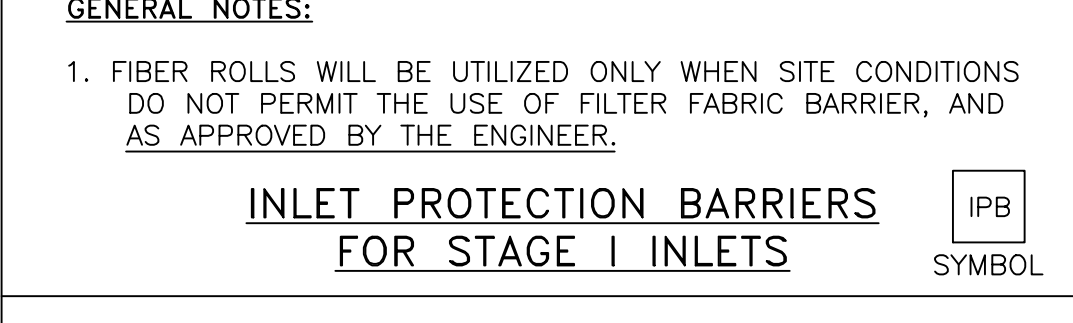 GENERAL NOTES:
1. FIBER ROLLS WILL BE UTILIZED ONLY WHEN SITE CONDITIONS
DO NOT PERMIT THE USE OF FILTER FABRIC BARRIER, AND
AS APPROVED BY THE ENGINEER.
INLET PROTECTION BARRIERS
FOR STAGE I INLETS
IPB
SYMBOL